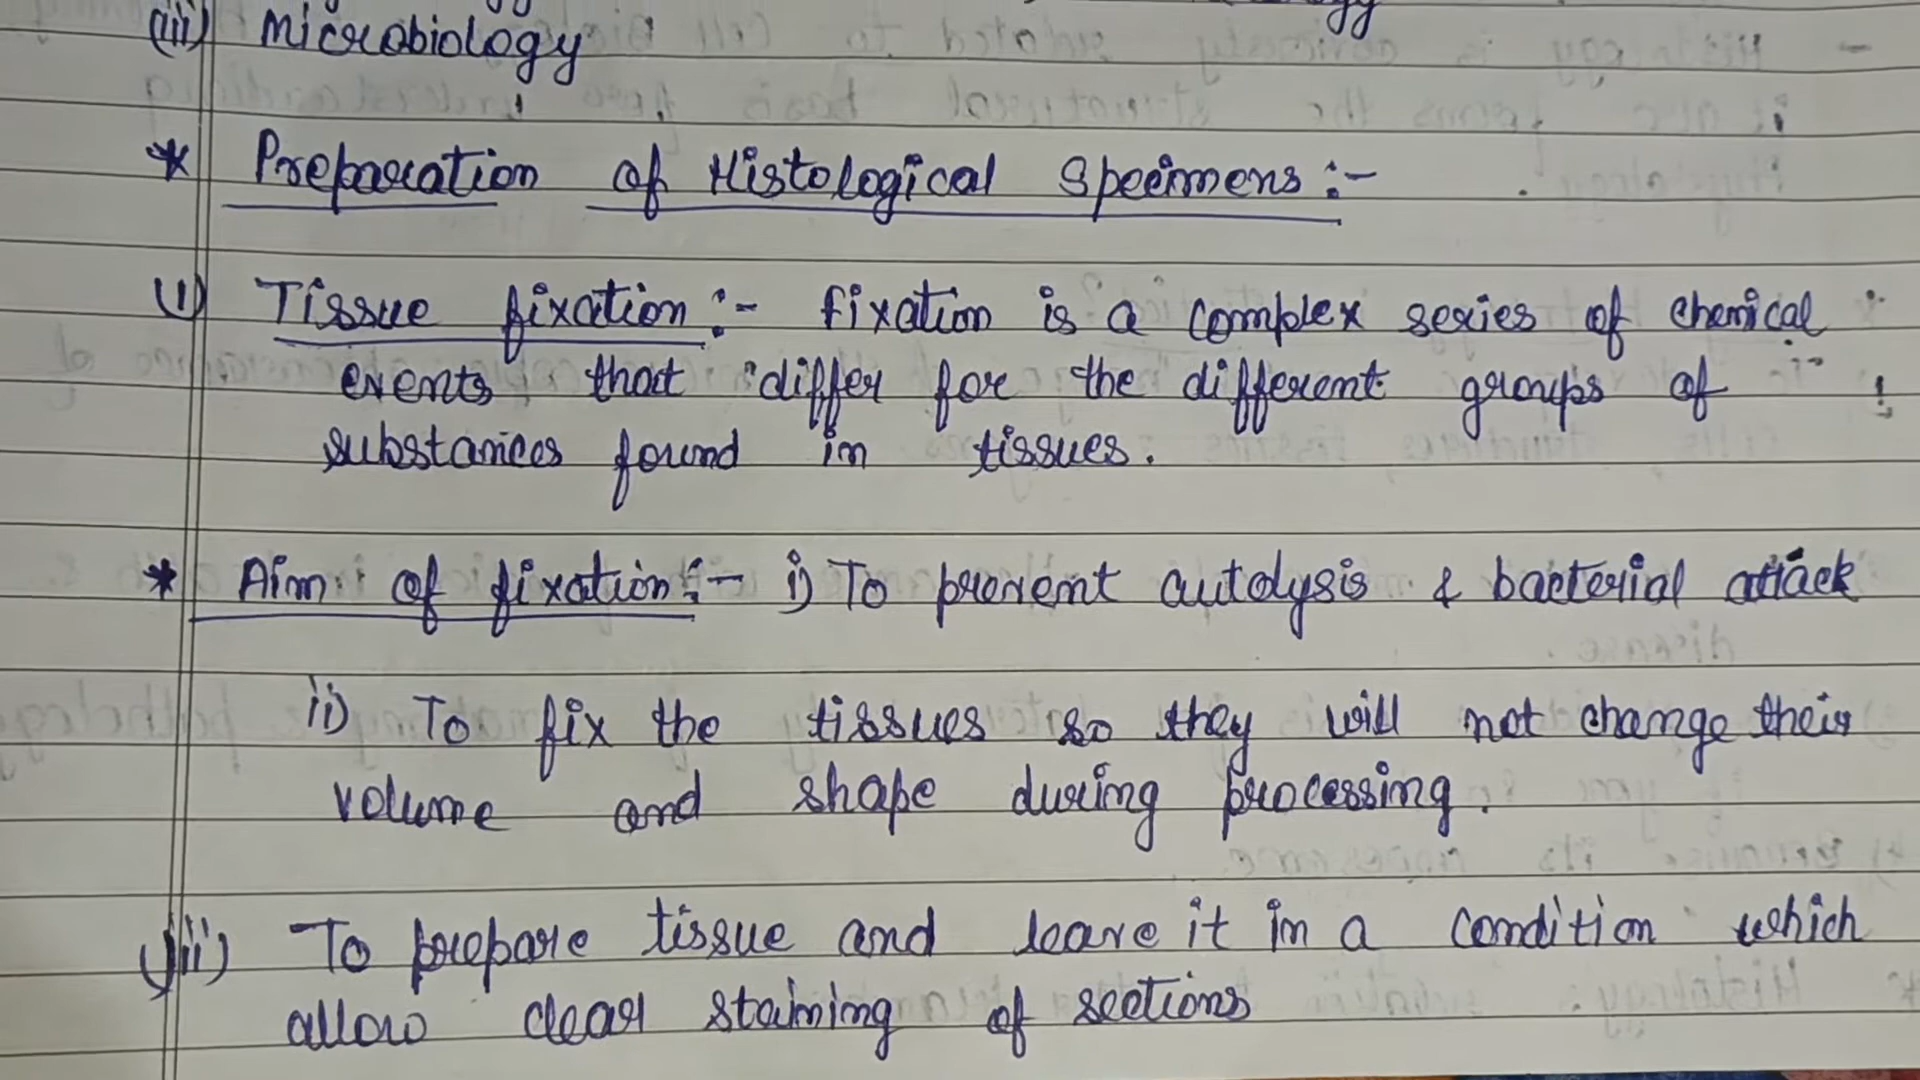 (iii) Microbiology
* Preparation of Histological Specimens :-
(1) Tissue fixation :- fixation is a complex series of chemical
events that differ for the different groups of
substances found in tissues.
* Aim of fixation :- i) To prevent autolysis & bacterial attack
ii) To fix the tissues so they will not change their
volume and shape during processing.
iii) To prepare tissue and leave it in a condition which
allow clear staining of sections